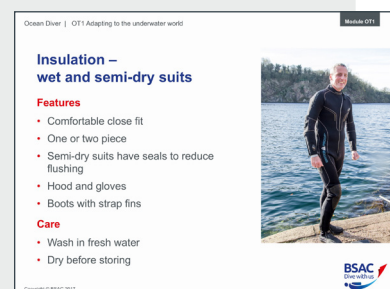 Ocean Diver | OT1 Adapting to the underwater world
Module OT1
Insulation –
wet and semi-dry suits
Features
• Comfortable close fit
• One or two piece
• Semi-dry suits have seals to reduce
flushing
• Hood and gloves
• Boots with strap fins
Care
• Wash in fresh water
• Dry before storing
BSAC
Dive with us